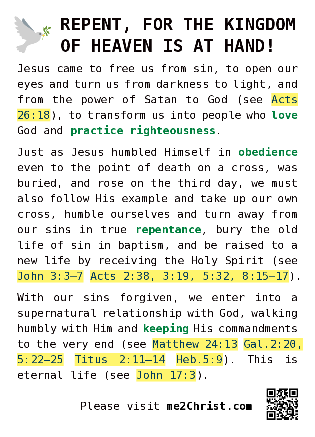 REPENT, FOR THE KINGDOM
OF HEAVEN IS AT HAND!
Jesus came to free us from sin, to open our
eyes and turn us from darkness to light, and
from the power of Satan to God (see Acts
26:18), to transform us into people who love
God and practice righteousness.
Just as Jesus humbled Himself in obedience
even to the point of death on a cross, was
buried, and rose on the third day, we must
also follow His example and take up our own
cross, humble ourselves and turn away from
our sins in true repentance, bury the old
life of sin in baptism, and be raised to a
new life by receiving the Holy Spirit (see
John 3:3–7 Acts 2:38, 3:19, 5:32, 8:15–17).
With our sins forgiven, we enter into a
supernatural relationship with God, walking
humbly with Him and keeping His commandments
to the very end (see Matthew 24:13 Gal.2:20,
5:22–25 Titus 2:11–14 Heb.5:9). This is
eternal life (see John 17:3).
Please visit me2Christ.com